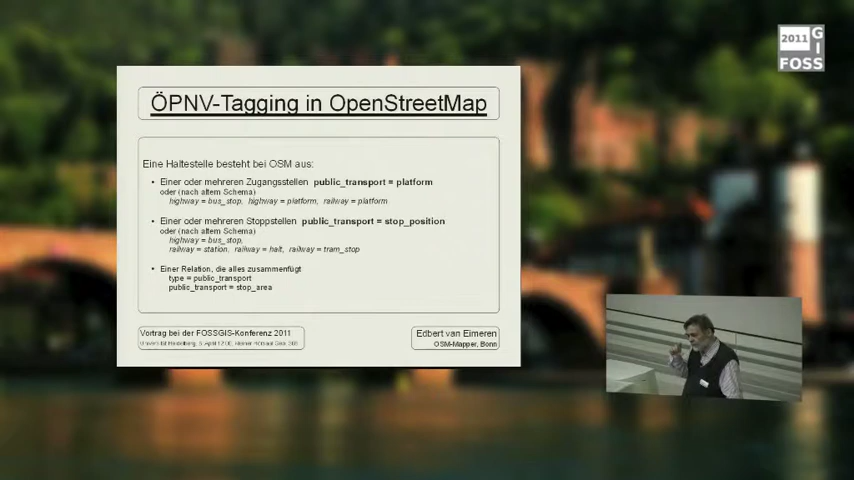 2011
GI
FOSS
ÖPNV-Tagging in OpenStreetMap
Eine Haltestelle besteht bei OSM aus:
• Einer oder mehreren Zugangsstellen public_transport = platform
oder (nach altem Schema)
highway = bus_stop, highway = platform, railway = platform
• Einer oder mehreren Stoppstellen public_transport = stop_position
oder (nach altem Schema)
highway = bus_stop,
railway = station, railway = halt, railway = tram_stop
• Einer Relation, die alles zusammenfügt
type = public_transport
public_transport = stop_area
Vortrag bei der FOSSGIS-Konferenz 2011
Edbert van Eimeren
OSM-Mapper, Bonn